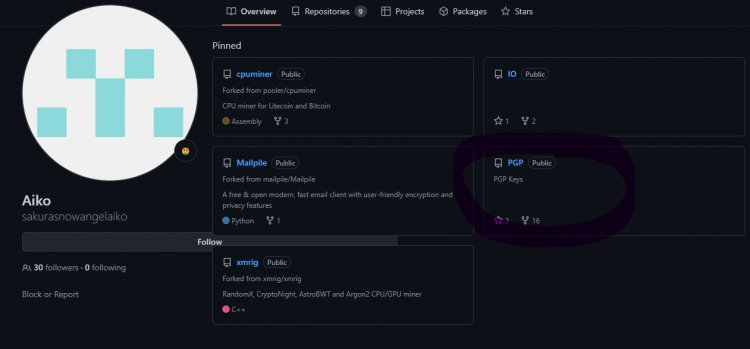 Overview Repositories 9 Projects Packages Stars
Pinned
cpuminer Public
Forked from pooler/cpuminer
CPU miner for Litecoin and Bitcoin
Assembly 3
IO Public
1 2
Mailpile Public
Forked from mailpile/Mailpile
A free & open modern, fast email client with user-friendly encryption and
privacy features
Python 1
PGP Public
PGP Keys
2 16
xmrig Public
Forked from xmrig/xmrig
RandomX, CryptoNight, AstroBWT and Argon2 CPU/GPU miner
C++
Aiko
sakurasnowangelaiko
Follow
30 followers · 0 following
Block or Report